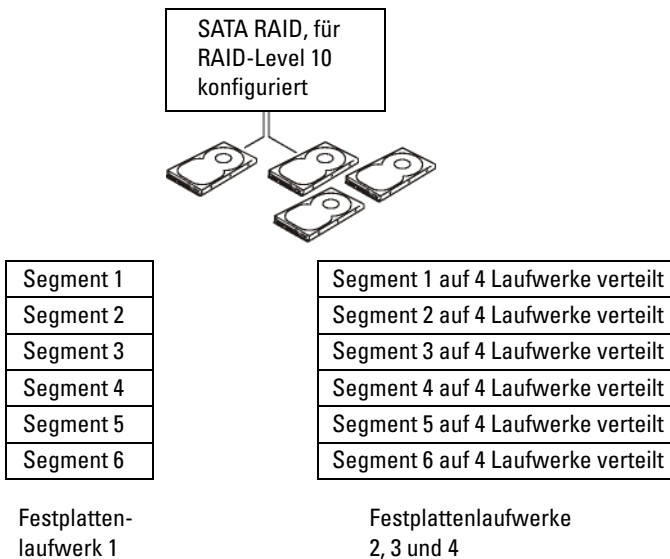 SATA RAID, für
RAID-Level 10
konfiguriert
Segment 1
Segment 2
Segment 3
Segment 4
Segment 5
Segment 6
Segment 1 auf 4 Laufwerke verteilt
Segment 2 auf 4 Laufwerke verteilt
Segment 3 auf 4 Laufwerke verteilt
Segment 4 auf 4 Laufwerke verteilt
Segment 5 auf 4 Laufwerke verteilt
Segment 6 auf 4 Laufwerke verteilt
Festplatten-
laufwerk 1
Festplattenlaufwerke
2, 3 und 4